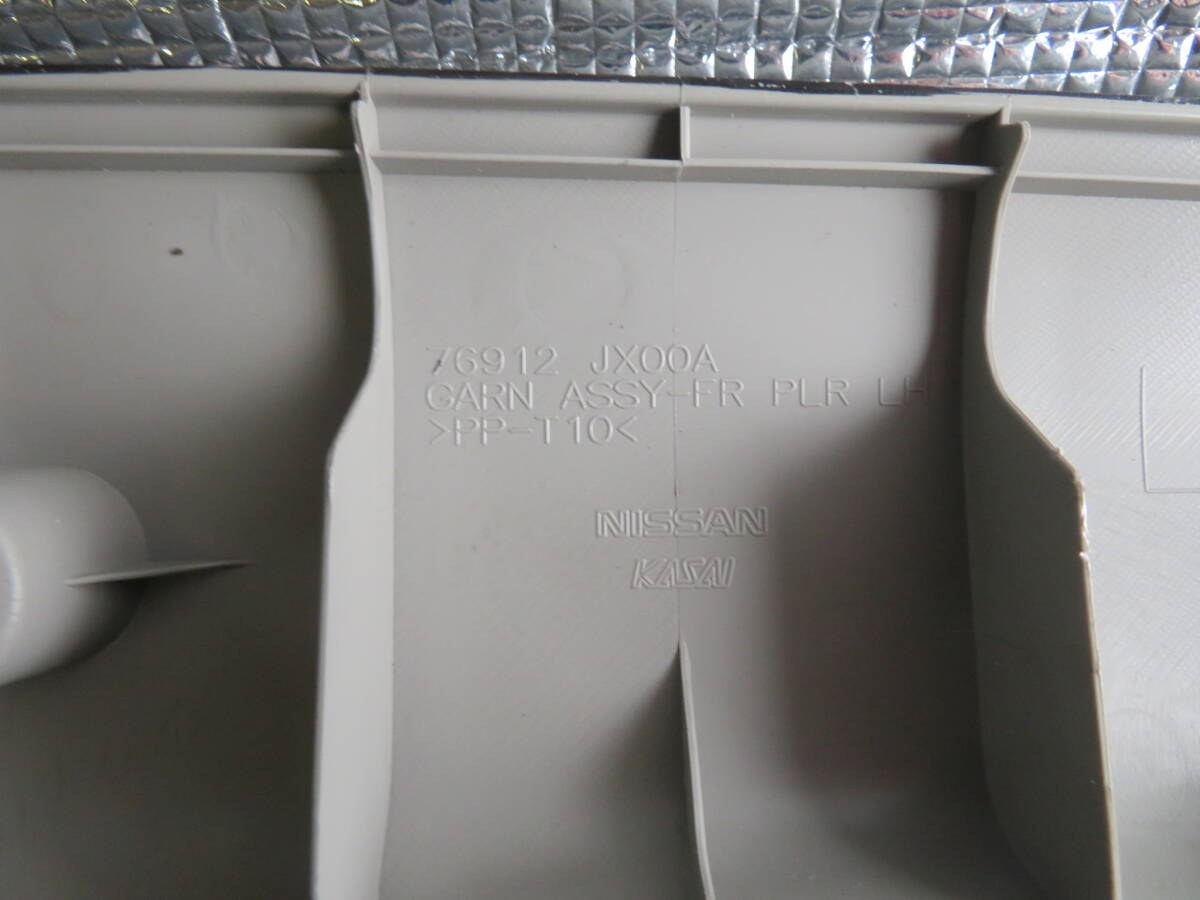 76912 JX00A
GARN ASSY-FR PLR LH
>PP-T10<
NISSAN
KASAI